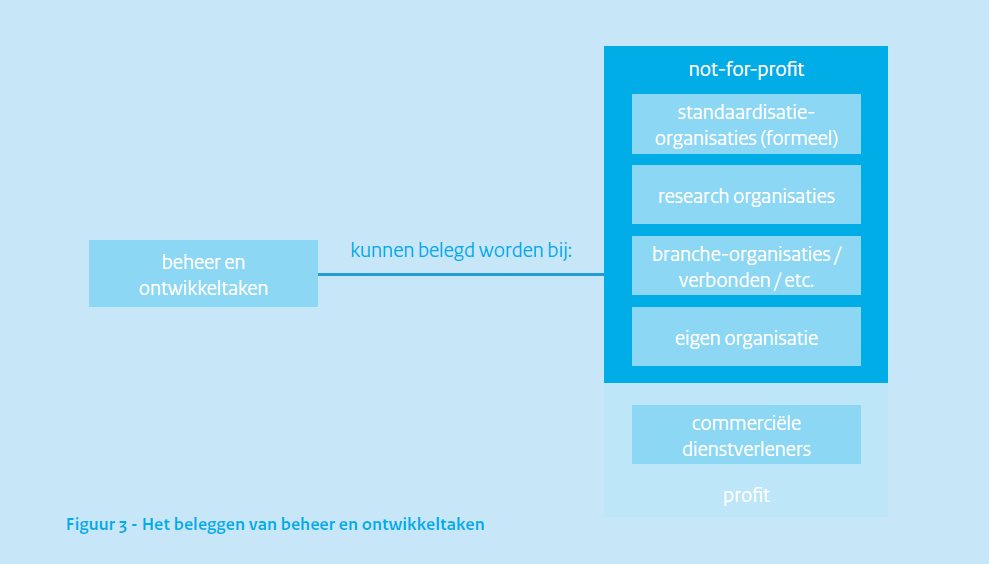 not-for-profit
standaardisatie-
organisaties (formeel)
research organisaties
branche-organisaties /
verbonden / etc.
eigen organisatie
kunnen belegd worden bij:
beheer en
ontwikkeltaken
commerciële
dienstverleners
profit
Figuur 3 - Het beleggen van beheer en ontwikkeltaken